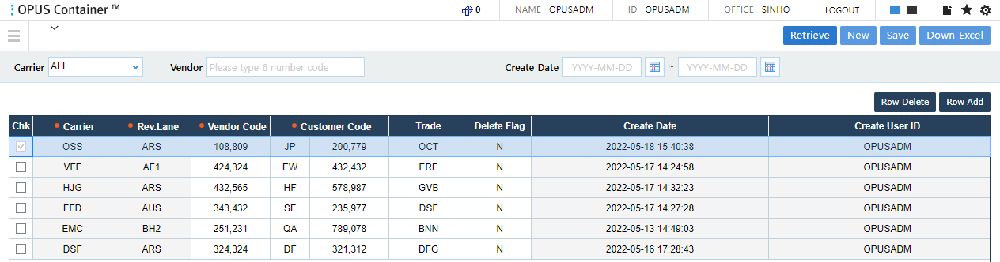 OPUS Container ™ 0 NAME OPUSADM ID OPUSADM OFFICE SINHO LOGOUT
Retrieve New Save Down Excel
Carrier ALL Vendor Please type 6 number code Create Date YYYY-MM-DD ~ YYYY-MM-DD
Row Delete Row Add
Chk Carrier Rev.Lane Vendor Code Customer Code Trade Delete Flag Create Date Create User ID
OSS ARS 108,809 JP 200,779 OCT N 2022-05-18 15:40:38 OPUSADM
VFF AF1 424,324 EW 432,432 ERE N 2022-05-17 14:24:58 OPUSADM
HJG ARS 432,565 HF 578,987 GVB N 2022-05-17 14:32:23 OPUSADM
FFD AUS 343,432 SF 235,977 DSF N 2022-05-17 14:27:28 OPUSADM
EMC BH2 251,231 QA 789,078 BNN N 2022-05-13 14:49:03 OPUSADM
DSF ARS 324,324 DF 321,312 DFG N 2022-05-16 17:28:43 OPUSADM